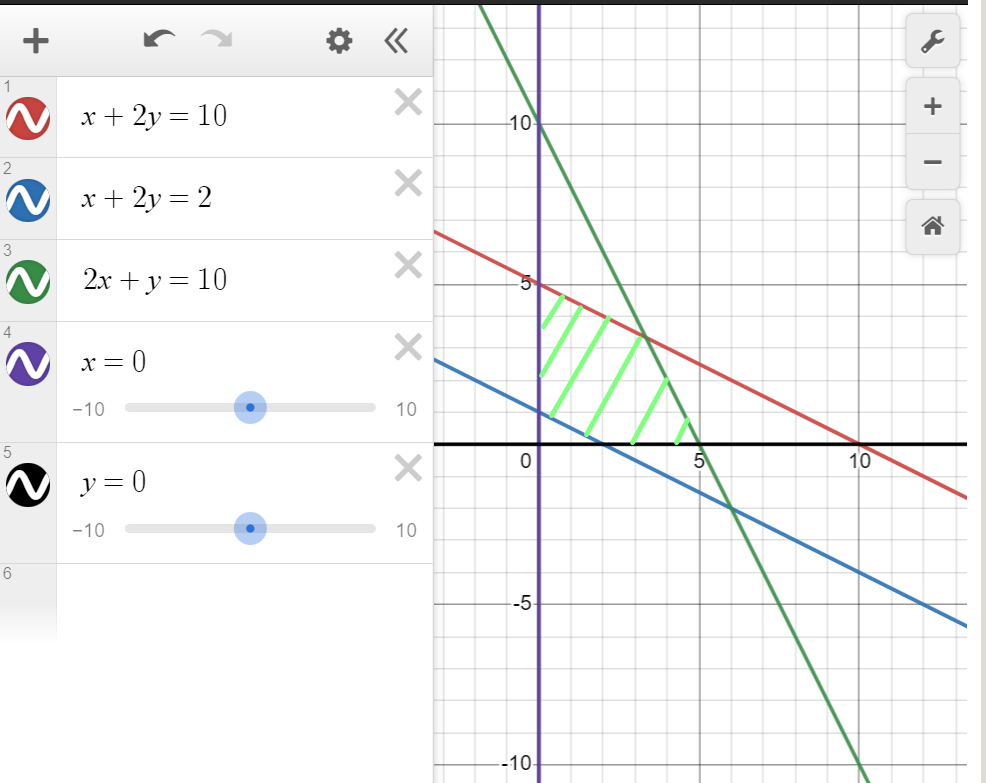 1
x + 2y = 10
2
x + 2y = 2
3
2x + y = 10
4
x = 0
−10 10
5
y = 0
−10 10
6
10
5
0 5 10
-5
-10
+
−